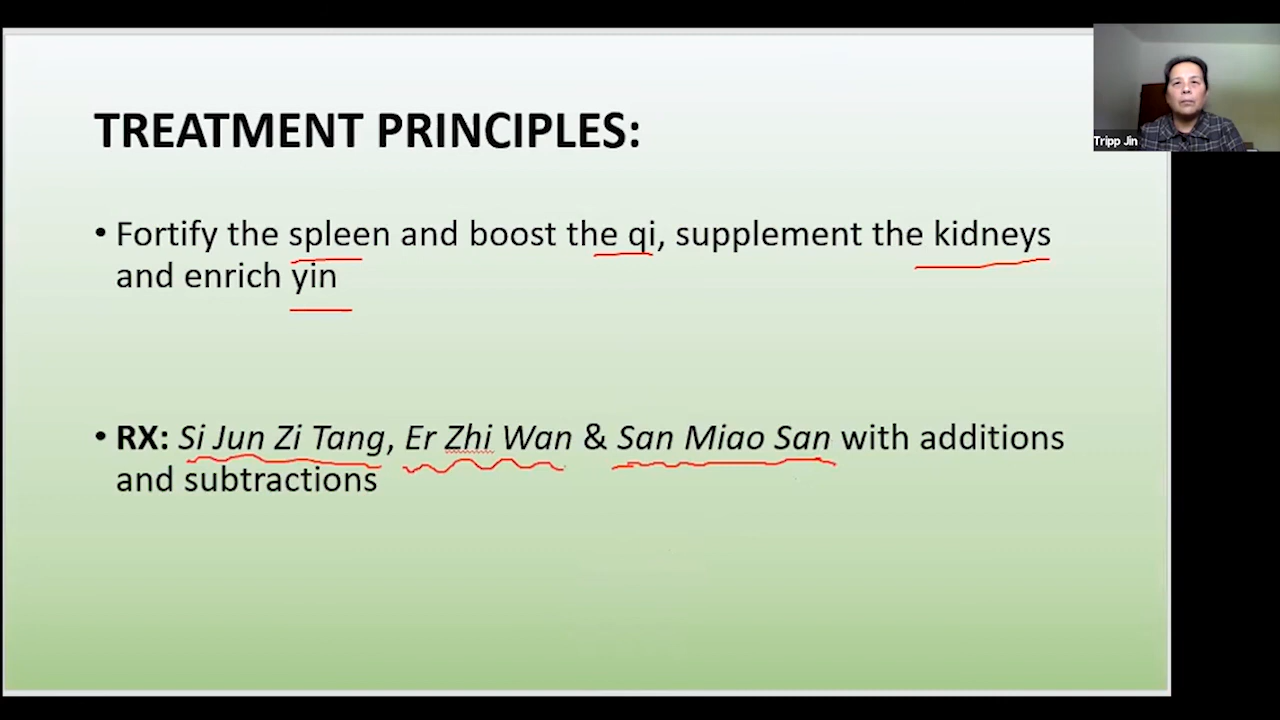 TREATMENT PRINCIPLES:
• Fortify the spleen and boost the qi, supplement the kidneys
and enrich yin
• RX: Si Jun Zi Tang, Er Zhi Wan & San Miao San with additions
and subtractions
Tripp Jin